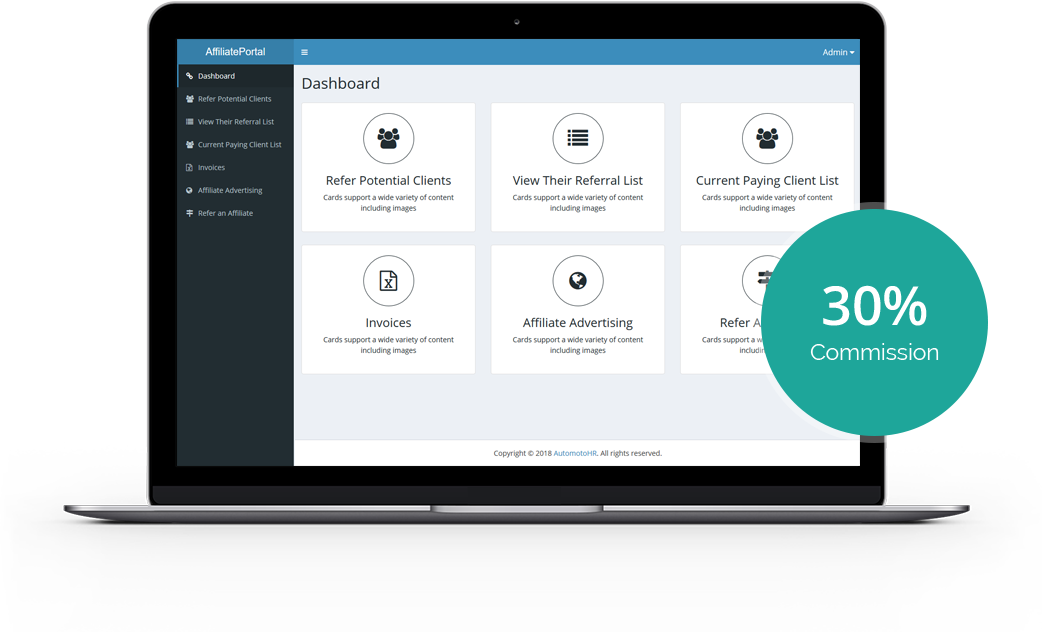 AffiliatePortal
Admin
Dashboard
Refer Potential Clients
View Their Referral List
Current Paying Client List
Invoices
Affiliate Advertising
Refer an Affiliate
Dashboard
Refer Potential Clients
Cards support a wide variety of content
including images
View Their Referral List
Cards support a wide variety of content
including images
Current Paying Client List
Cards support a wide variety of content
including images
Invoices
Cards support a wide variety of content
including images
Affiliate Advertising
Cards support a wide variety of content
including images
Refer
Cards support a
30%
Commission
Copyright © 2018 AutomotoHR. All rights reserved.